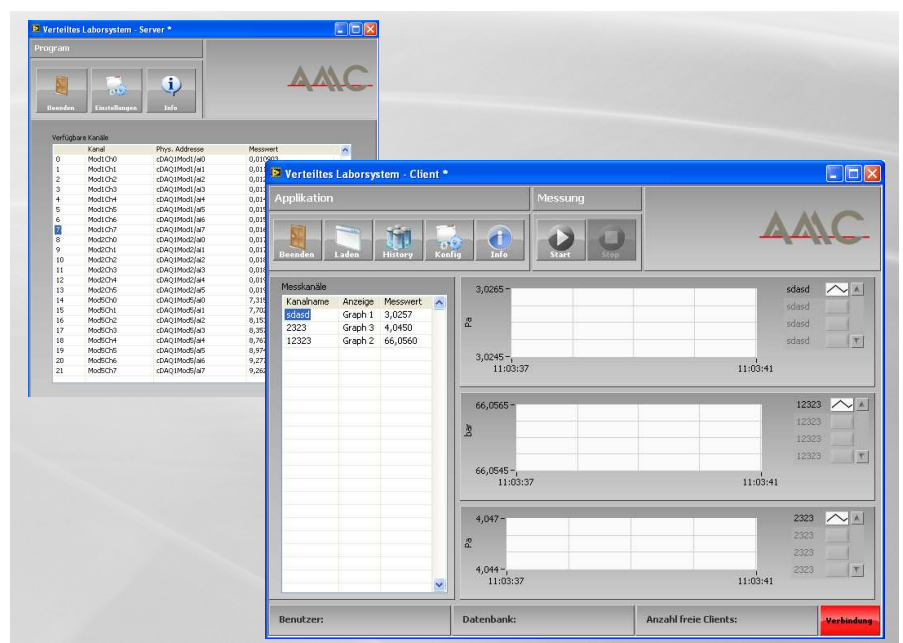 Verteiltes Laborsystem - Server *
Program
AMC
Beenden Einstellungen Info
Verfügbare Kanäle
Kanal Phys. Addresse Messwert
0 Mod1Ch0 cDAQ1Mod1/ai0 0,010903
1 Mod1Ch1 cDAQ1Mod1/ai1
2 Mod1Ch2 cDAQ1Mod1/ai2
3 Mod1Ch3 cDAQ1Mod1/ai3
4 Mod1Ch4 cDAQ1Mod1/ai4
5 Mod1Ch5 cDAQ1Mod1/ai5
6 Mod1Ch6 cDAQ1Mod1/ai6
7 Mod1Ch7 cDAQ1Mod1/ai7
8 Mod2Ch0 cDAQ1Mod2/ai0
9 Mod2Ch1 cDAQ1Mod2/ai1
10 Mod2Ch2 cDAQ1Mod2/ai2
11 Mod2Ch3 cDAQ1Mod2/ai3
12 Mod2Ch4 cDAQ1Mod2/ai4
13 Mod2Ch5 cDAQ1Mod2/ai5
14 Mod5Ch0 cDAQ1Mod5/ai0
15 Mod5Ch1 cDAQ1Mod5/ai1
16 Mod5Ch2 cDAQ1Mod5/ai2
17 Mod5Ch3 cDAQ1Mod5/ai3
18 Mod5Ch4 cDAQ1Mod5/ai4
19 Mod5Ch5 cDAQ1Mod5/ai5
20 Mod5Ch6 cDAQ1Mod5/ai6
21 Mod5Ch7 cDAQ1Mod5/ai7
Verteiltes Laborsystem - Client *
Applikation Messung
AMC
Beenden Laden History Konfig Info Start Stop
Messkanäle
Kanalname Anzeige Messwert
sdasd Graph 1 3,0257
2323 Graph 3 4,0450
12323 Graph 2 66,0560
3,0265
Pa
3,0245
11:03:37 11:03:41
sdasd
sdasd
sdasd
sdasd
66,0565
bar
66,0545
11:03:37 11:03:41
12323
12323
12323
12323
4,047
Pa
4,044
11:03:37 11:03:41
2323
2323
2323
2323
Benutzer: Datenbank: Anzahl freie Clients: Verbindung